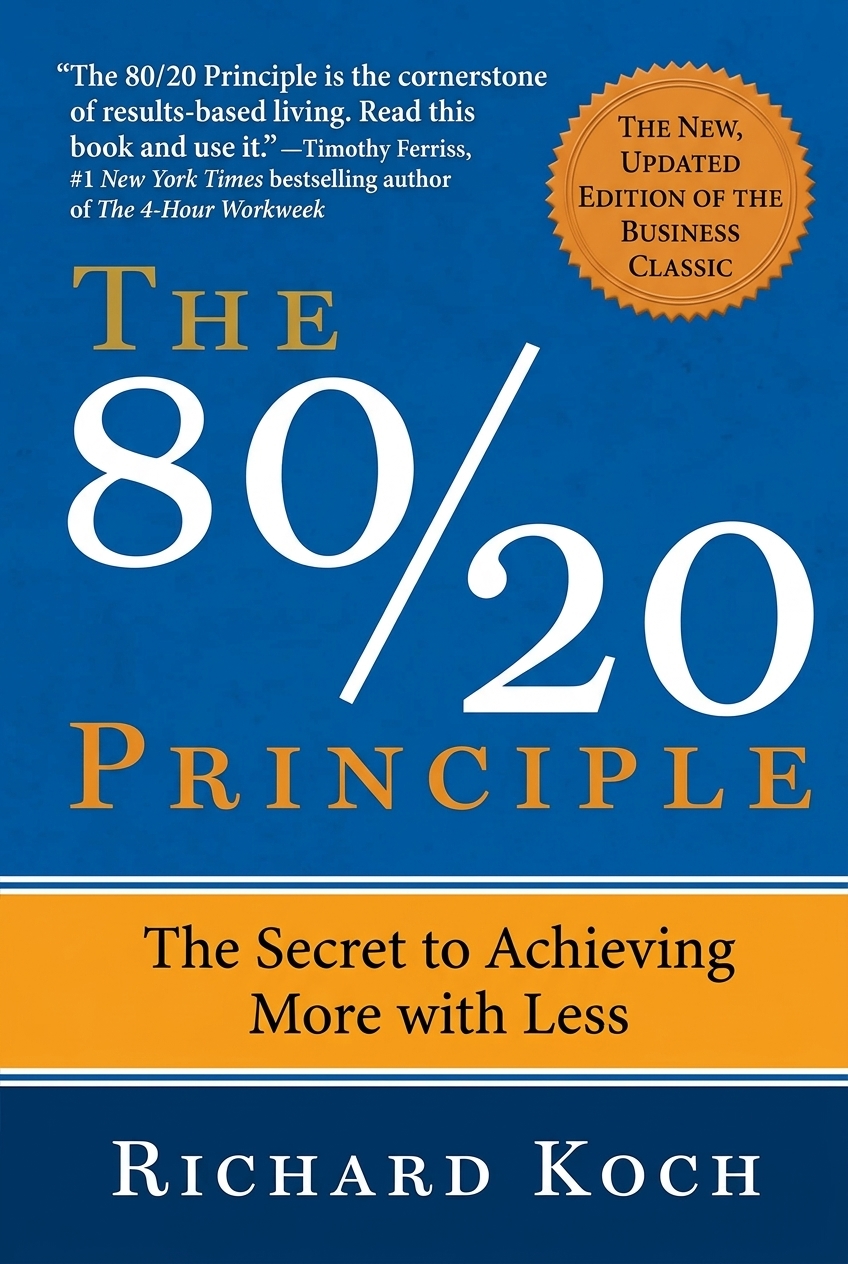 “The 80/20 Principle is the cornerstone
of results-based living. Read this
book and use it.” —Timothy Ferriss,
#1 New York Times bestselling author
of The 4-Hour Workweek
The New,
Updated
Edition of the
Business
Classic
The
80/20
Principle
The Secret to Achieving
More with Less
Richard Koch